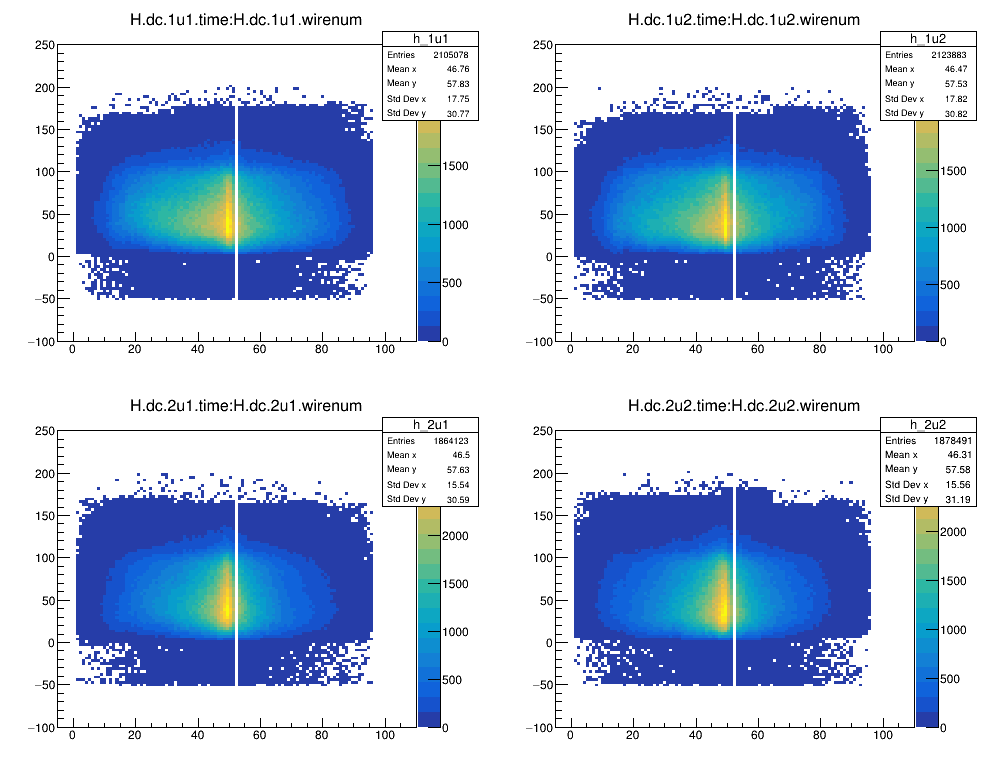 H.dc.1u1.time:H.dc.1u1.wirenum
h_1u1
Entries 2105078
Mean x 46.76
Mean y 57.83
Std Dev x 17.75
Std Dev y 30.77
250
200
150
100
50
0
−50
−100
0 20 40 60 80 100
1500
1000
500
0
H.dc.1u2.time:H.dc.1u2.wirenum
h_1u2
Entries 2123883
Mean x 46.47
Mean y 57.53
Std Dev x 17.82
Std Dev y 30.82
250
200
150
100
50
0
−50
−100
0 20 40 60 80 100
1500
1000
500
0
H.dc.2u1.time:H.dc.2u1.wirenum
h_2u1
Entries 1864123
Mean x 46.5
Mean y 57.63
Std Dev x 15.54
Std Dev y 30.59
250
200
150
100
50
0
−50
−100
0 20 40 60 80 100
2000
1500
1000
500
0
H.dc.2u2.time:H.dc.2u2.wirenum
h_2u2
Entries 1878491
Mean x 46.31
Mean y 57.58
Std Dev x 15.56
Std Dev y 31.19
250
200
150
100
50
0
−50
−100
0 20 40 60 80 100
2000
1500
1000
500
0